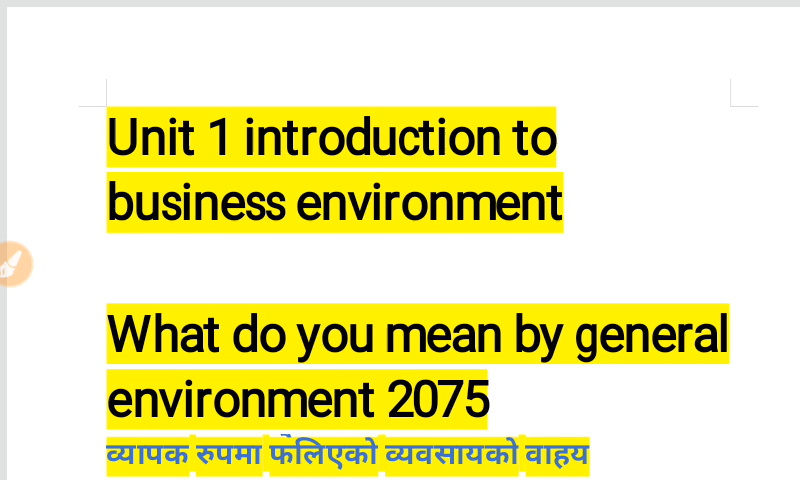 Unit 1 introduction to
business environment
What do you mean by general
environment 2075
व्यापक रुपमा फैलिएको व्यवसायको वाहय